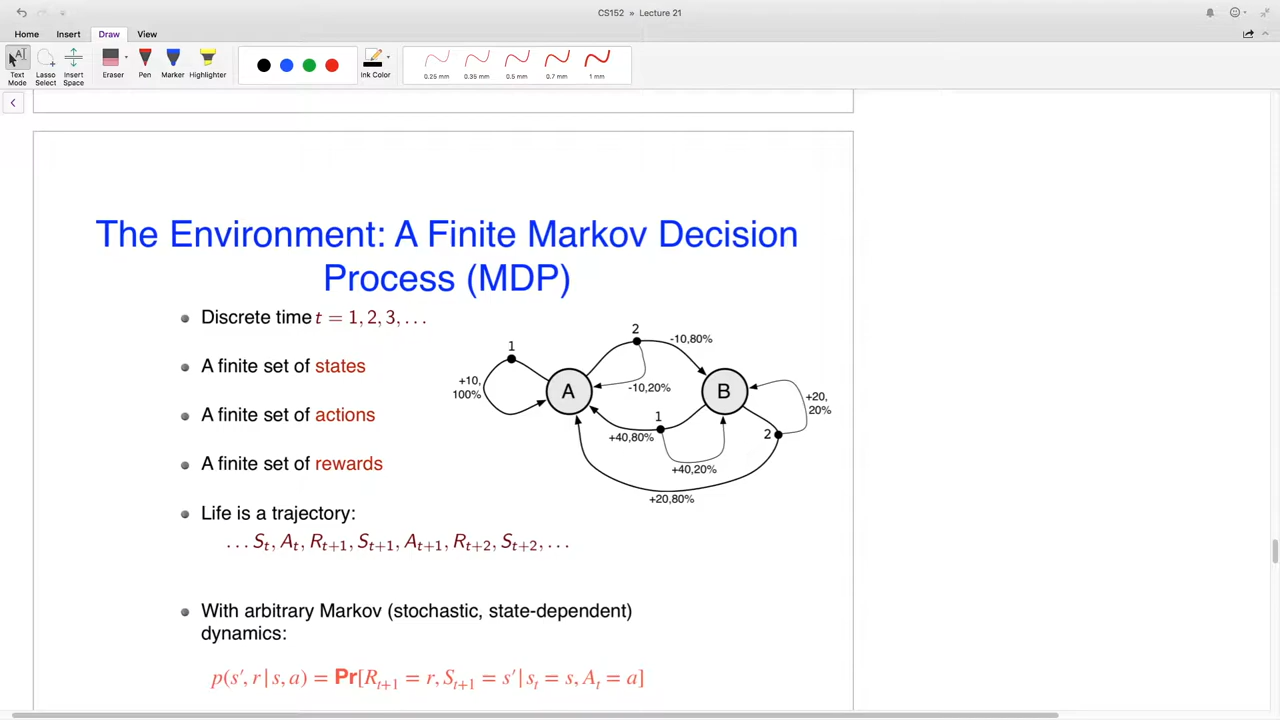 CS152 » Lecture 21
Home Insert Draw View
Text Mode
Lasso Select
Insert Space
Eraser
Pen
Marker
Highlighter
Ink Color
0.25 mm
0.35 mm
0.5 mm
0.7 mm
1 mm
The Environment: A Finite Markov Decision
Process (MDP)
Discrete time t = 1, 2, 3, . . .
A finite set of states
A finite set of actions
A finite set of rewards
Life is a trajectory:
. . . S_t, A_t, R_{t+1}, S_{t+1}, A_{t+1}, R_{t+2}, S_{t+2}, . . .
With arbitrary Markov (stochastic, state-dependent)
dynamics:
p(s′, r | s, a) = Pr[R_{t+1} = r, S_{t+1} = s′ | s_t = s, A_t = a]
1
+10,
100%
A
2
-10,80%
-10,20%
B
1
+40,80%
+40,20%
2
+20,
20%
+20,80%